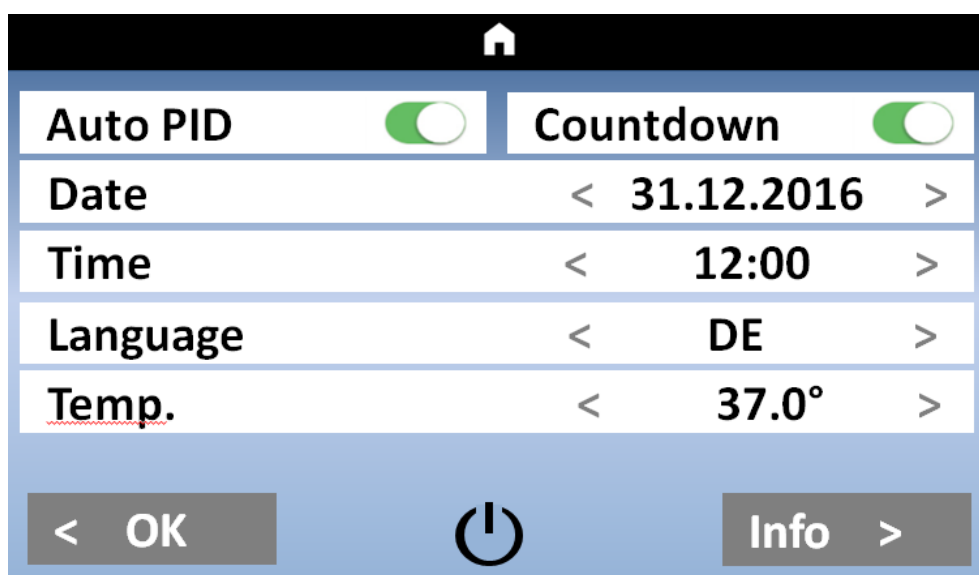 Auto PID Countdown
Date < 31.12.2016 >
Time < 12:00 >
Language < DE >
Temp. < 37.0° >
< OK Info >